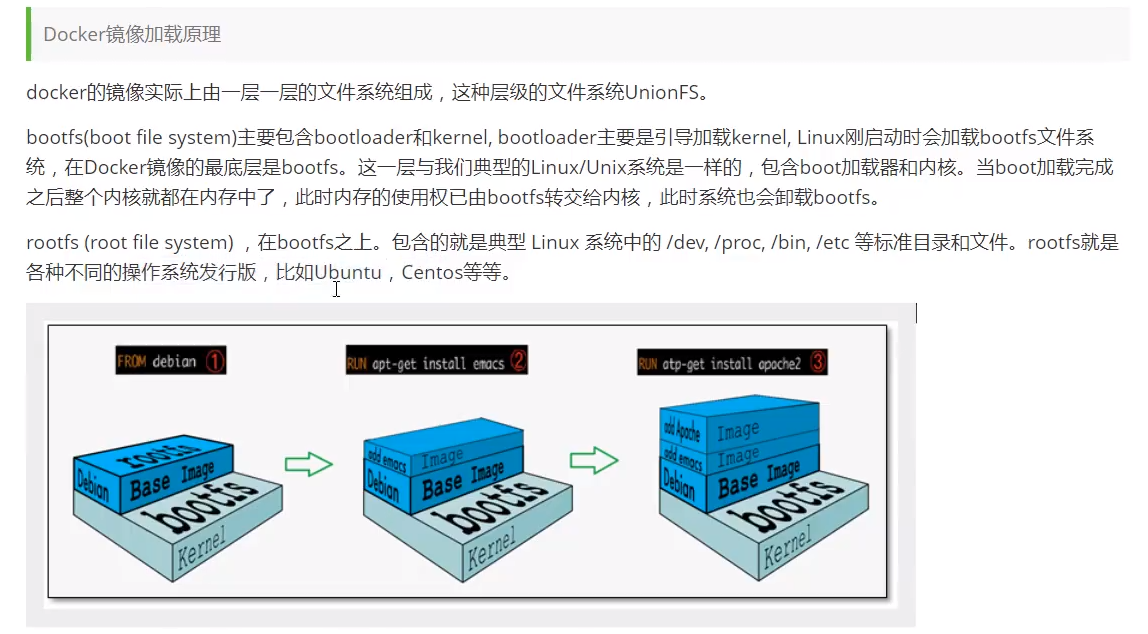 Docker镜像加载原理
docker的镜像实际上由一层一层的文件系统组成，这种层级的文件系统UnionFS。
bootfs(boot file system)主要包含bootloader和kernel, bootloader主要是引导加载kernel, Linux刚启动时会加载bootfs文件系
统，在Docker镜像的最底层是bootfs。这一层与我们典型的Linux/Unix系统是一样的，包含boot加载器和内核。当boot加载完成
之后整个内核就都在内存中了，此时内存的使用权已由bootfs转交给内核，此时系统也会卸载bootfs。
rootfs (root file system) ，在bootfs之上。包含的就是典型 Linux 系统中的 /dev, /proc, /bin, /etc 等标准目录和文件。rootfs就是
各种不同的操作系统发行版，比如Ubuntu，Centos等等。
FROM debian ①
rootfs
Debian Base Image
bootfs
Kernel
RUN apt-get install emacs ②
add emacs Image
Debian Base Image
bootfs
Kernel
RUN atp-get install apache2 ③
add Apache Image
add emacs Image
Debian Base Image
bootfs
Kernel